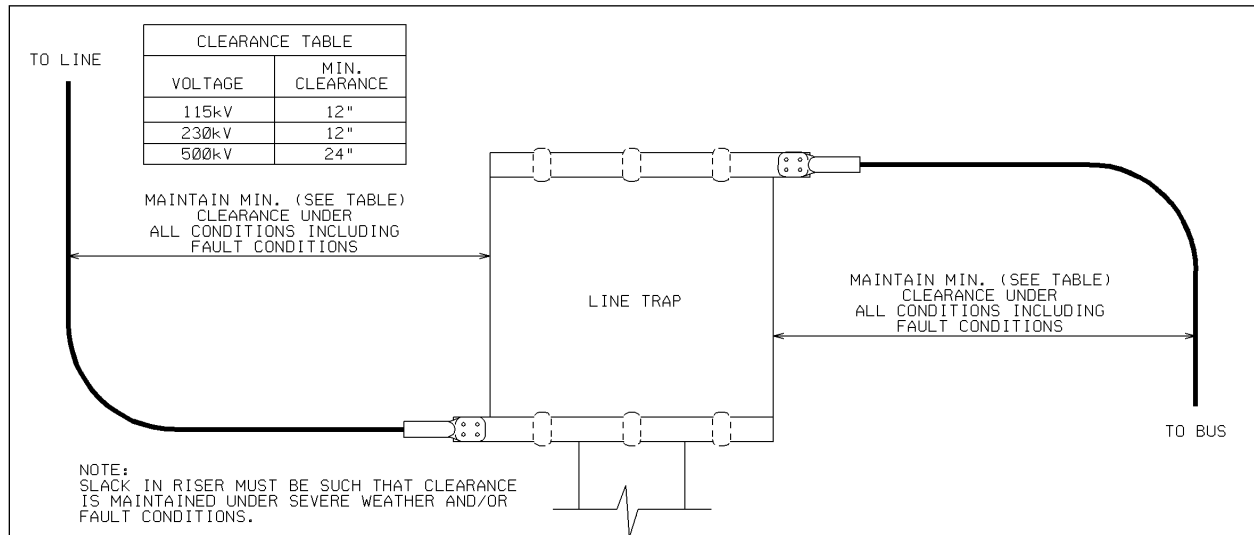 TO LINE
CLEARANCE TABLE
VOLTAGE MIN. CLEARANCE
115kV 12"
230kV 12"
500kV 24"
MAINTAIN MIN. (SEE TABLE)
CLEARANCE UNDER
ALL CONDITIONS INCLUDING
FAULT CONDITIONS
LINE TRAP
MAINTAIN MIN. (SEE TABLE)
CLEARANCE UNDER
ALL CONDITIONS INCLUDING
FAULT CONDITIONS
TO BUS
NOTE:
SLACK IN RISER MUST BE SUCH THAT CLEARANCE
IS MAINTAINED UNDER SEVERE WEATHER AND/OR
FAULT CONDITIONS.